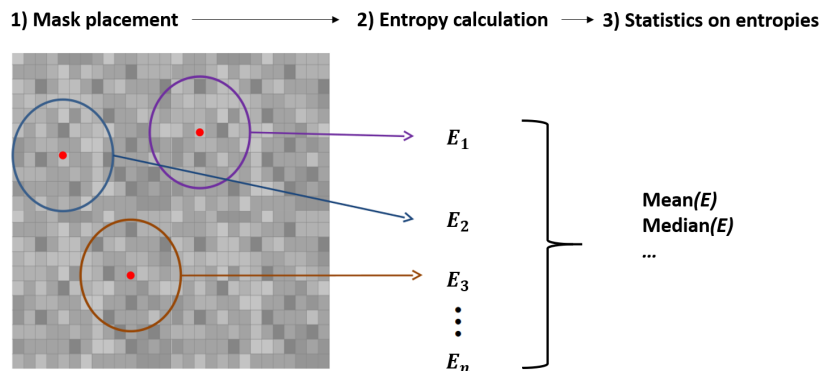 1) Mask placement
2) Entropy calculation
3) Statistics on entropies
E₁
E₂
E₃
⋮
Eₙ
Mean(E)
Median(E)
...